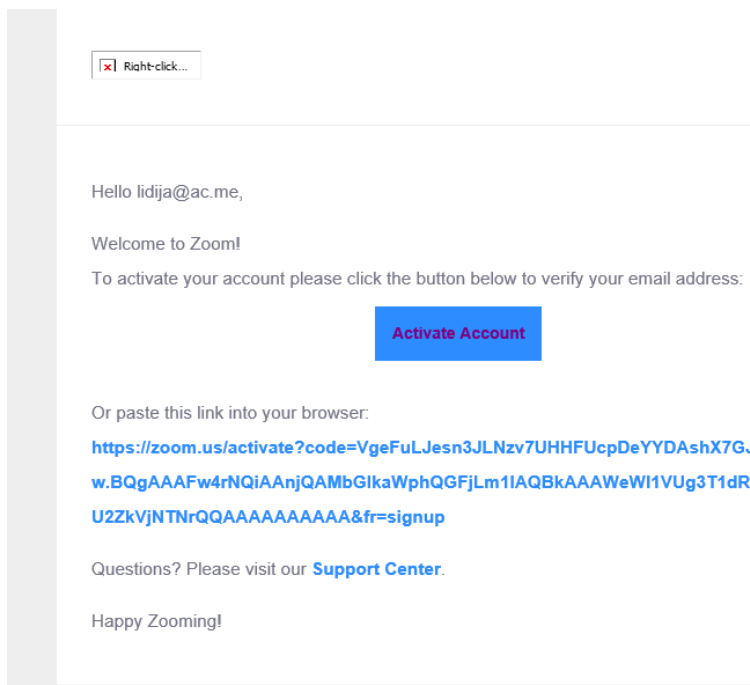 Right-click...
Hello lidija@ac.me,
Welcome to Zoom!
To activate your account please click the button below to verify your email address:
Activate Account
Or paste this link into your browser:
https://zoom.us/activate?code=VgeFuLJesn3JLNzv7UHHFUcpDeYYDAshX7GJ
w.BQgAAAFw4rNQiAAnjQAMbGlkaWphQGFjLm1lAQBkAAAWeWl1VUg3T1dR
U2ZkVjNTNrQQAAAAAAAAAA&fr=signup
Questions? Please visit our Support Center.
Happy Zooming!